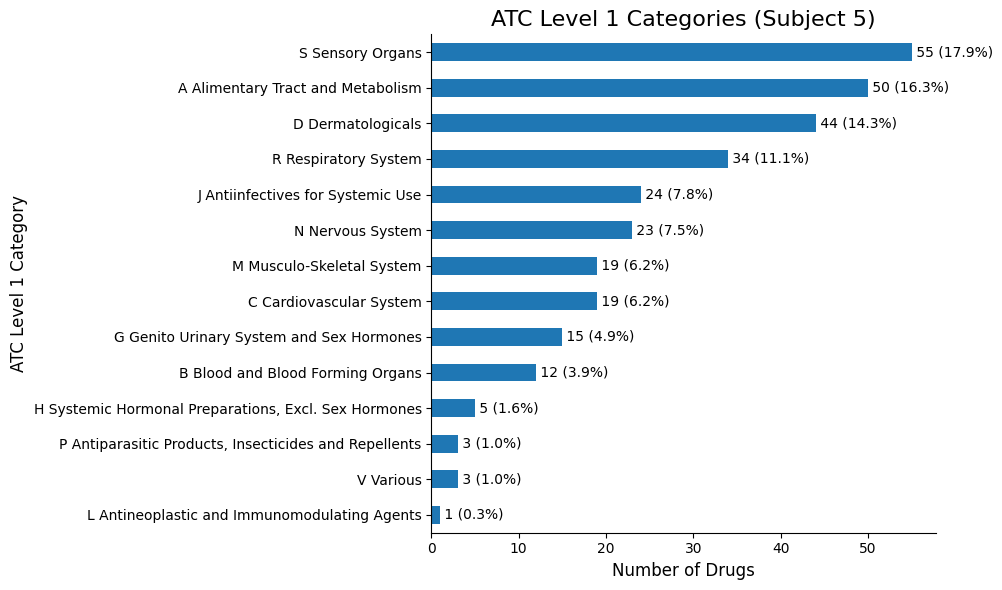 ATC Level 1 Categories (Subject 5)
ATC Level 1 Category
S Sensory Organs 55 (17.9%)
A Alimentary Tract and Metabolism 50 (16.3%)
D Dermatologicals 44 (14.3%)
R Respiratory System 34 (11.1%)
J Antiinfectives for Systemic Use 24 (7.8%)
N Nervous System 23 (7.5%)
M Musculo-Skeletal System 19 (6.2%)
C Cardiovascular System 19 (6.2%)
G Genito Urinary System and Sex Hormones 15 (4.9%)
B Blood and Blood Forming Organs 12 (3.9%)
H Systemic Hormonal Preparations, Excl. Sex Hormones 5 (1.6%)
P Antiparasitic Products, Insecticides and Repellents 3 (1.0%)
V Various 3 (1.0%)
L Antineoplastic and Immunomodulating Agents 1 (0.3%)
0 10 20 30 40 50
Number of Drugs